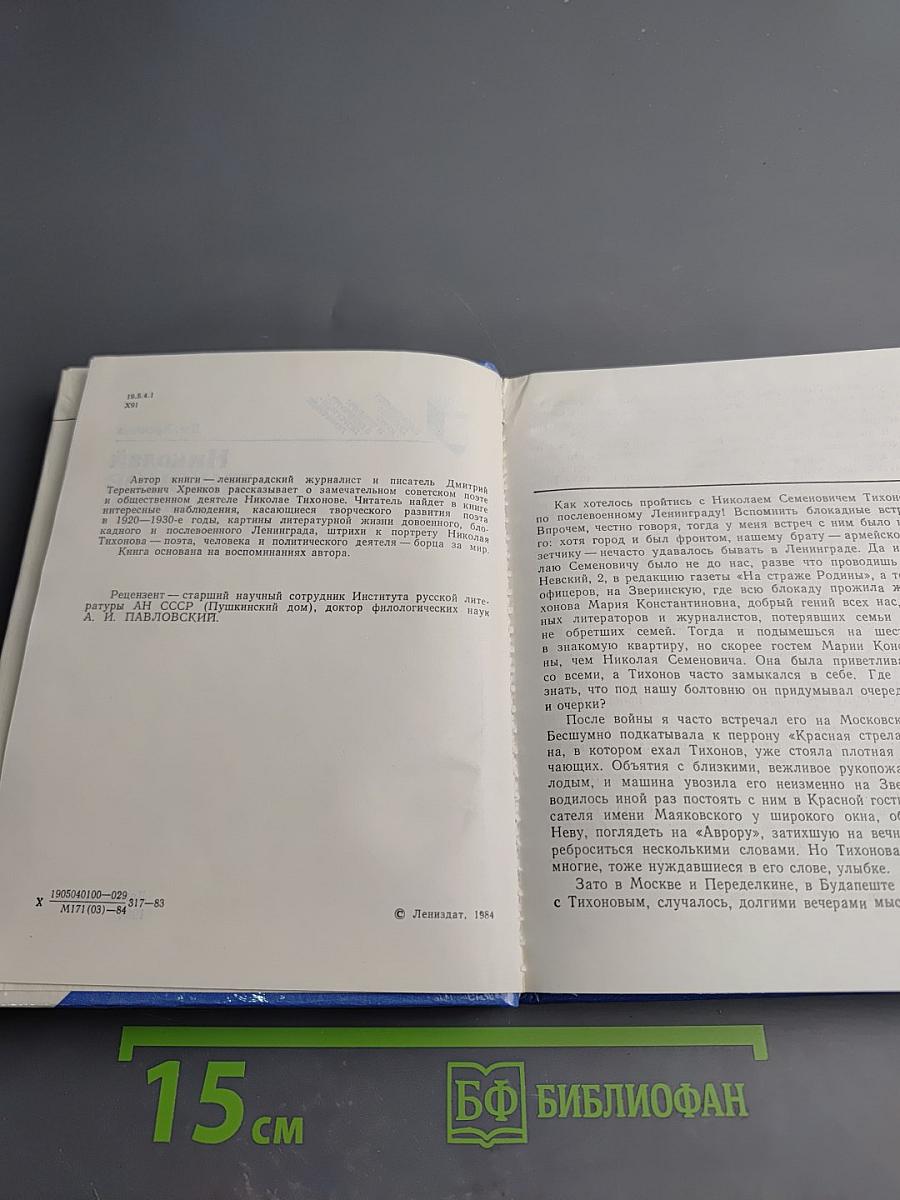 19.5.4.1
Х91
Автор книги — ленинградский журналист и писатель Дмитрий
Терентьевич Хренков рассказывает о замечательном советском поэте
и общественном деятеле Николае Тихонове. Читатель найдет в книге
интересные наблюдения, касающиеся творческого развития поэта
в 1920—1930-е годы, картины литературной жизни довоенного, бло-
кадного и послевоенного Ленинграда, штрихи к портрету Николая
Тихонова — поэта, человека и политического деятеля — борца за мир.
Книга основана на воспоминаниях автора.
Рецензент — старший научный сотрудник Института русской лите-
ратуры АН СССР (Пушкинский дом), доктор филологических наук
А. И. ПАВЛОВСКИЙ.
Х 1905040100—029 317—83
М171(03)—84
© Лениздат, 1984
Как хотелось пройтись с Николаем Семеновичем Тихоно
по послевоенному Ленинграду! Вспомнить блокадные встр
Впрочем, честно говоря, тогда у меня встреч с ним было
го: хотя город и был фронтом, нашему брату — армейско
зетчику — нечасто удавалось бывать в Ленинграде. Да и
лаю Семеновичу было не до нас, разве что проводишь
Невский, 2, в редакцию газеты «На страже Родины», а то
офицеров, на Зверинскую, где всю блокаду прожила ж
хонова Мария Константиновна, добрый гений всех нас,
ных литераторов и журналистов, потерявших семьи
не обретших семей. Тогда и подымешься на шест
в знакомую квартиру, но скорее гостем Марии Конс
ны, чем Николая Семеновича. Она была приветлива
со всеми, а Тихонов часто замыкался в себе. Где
знать, что под нашу болтовню он придумывал очеред
и очерки?
После войны я часто встречал его на Московск
Бесшумно подкатывала к перрону «Красная стрела
на, в котором ехал Тихонов, уже стояла плотная
чающих. Объятия с близкими, вежливое рукопожа
лодым, и машина увозила его неизменно на Зве
водилось иной раз постоять с ним в Красной гости
сателя имени Маяковского у широкого окна, об
Неву, поглядеть на «Аврору», затихшую на вечн
реброситься несколькими словами. Но Тихонова
многие, тоже нуждавшиеся в его слове, улыбке.
Зато в Москве и Переделкине, в Будапеште
с Тихоновым, случалось, долгими вечерами мыс
15 см
БФ БИБЛИОФАН